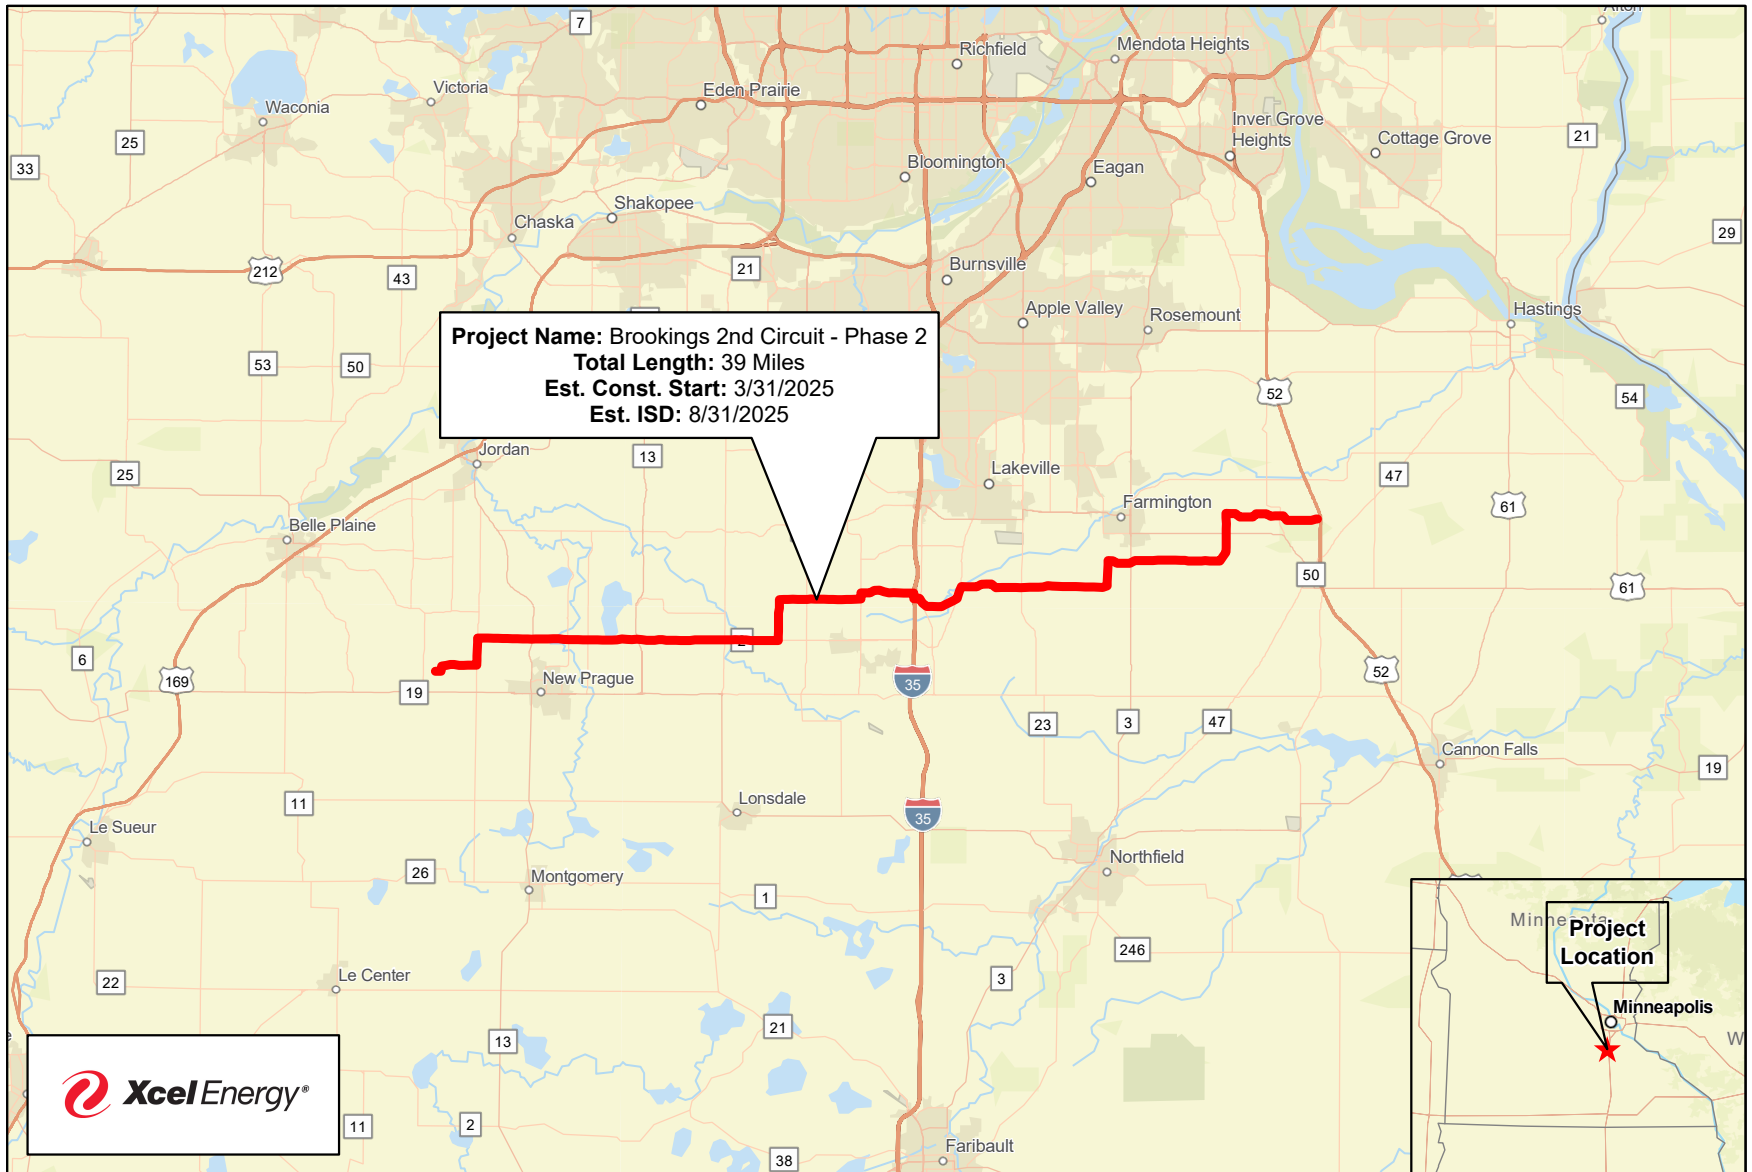 Afton
7
Richfield
Mendota Heights
Victoria
Eden Prairie
Waconia
Inver Grove
Heights
25
21
Cottage Grove
33
Bloomington
Eagan
Shakopee
Chaska
29
212
43
21
Burnsville
Apple Valley
Rosemount
Hastings
Project Name: Brookings 2nd Circuit - Phase 2
Total Length: 39 Miles
Est. Const. Start: 3/31/2025
Est. ISD: 8/31/2025
53
50
52
54
Jordan
13
25
Lakeville
47
Farmington
61
Belle Plaine
50
61
2
6
169
19
New Prague
35
52
23
3
47
Cannon Falls
19
11
Lonsdale
35
Le Sueur
26
Montgomery
1
Northfield
246
Le Center
22
3
21
13
11
2
38
Faribault
Xcel Energy®
Minnesota
Project
Location
Minneapolis
W